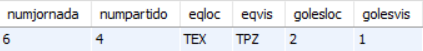 numjornada numpartido eqloc eqvis golesloc golesvis
6 4 TEX TPZ 2 1